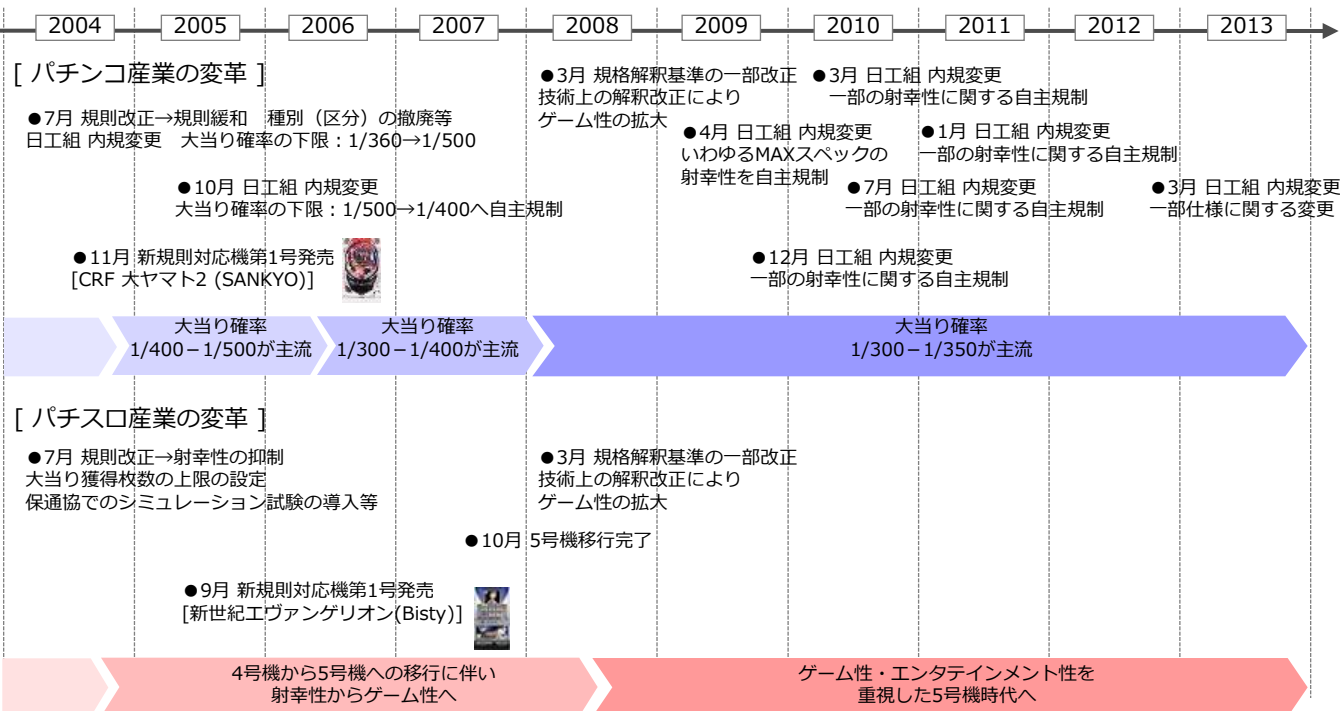 2004 2005 2006 2007 2008 2009 2010 2011 2012 2013
[ パチンコ産業の変革 ]
●7月 規則改正→規則緩和　種別（区分）の撤廃等
日工組 内規変更　大当り確率の下限：1/360→1/500
●10月 日工組 内規変更
大当り確率の下限：1/500→1/400へ自主規制
●11月 新規則対応機第1号発売
[CRF 大ヤマト2 (SANKYO)]
●3月 規格解釈基準の一部改正
技術上の解釈改正により
ゲーム性の拡大
●4月 日工組 内規変更
いわゆるMAXスペックの
射幸性を自主規制
●12月 日工組 内規変更
一部の射幸性に関する自主規制
●3月 日工組 内規変更
一部の射幸性に関する自主規制
●7月 日工組 内規変更
一部の射幸性に関する自主規制
●1月 日工組 内規変更
一部の射幸性に関する自主規制
●3月 日工組 内規変更
一部仕様に関する変更
大当り確率
1/400－1/500が主流
大当り確率
1/300－1/400が主流
大当り確率
1/300－1/350が主流
[ パチスロ産業の変革 ]
●7月 規則改正→射幸性の抑制
大当り獲得枚数の上限の設定
保通協でのシミュレーション試験の導入等
●9月 新規則対応機第1号発売
[新世紀エヴァンゲリオン(Bisty)]
●10月 5号機移行完了
●3月 規格解釈基準の一部改正
技術上の解釈改正により
ゲーム性の拡大
4号機から5号機への移行に伴い
射幸性からゲーム性へ
ゲーム性・エンタテインメント性を
重視した5号機時代へ